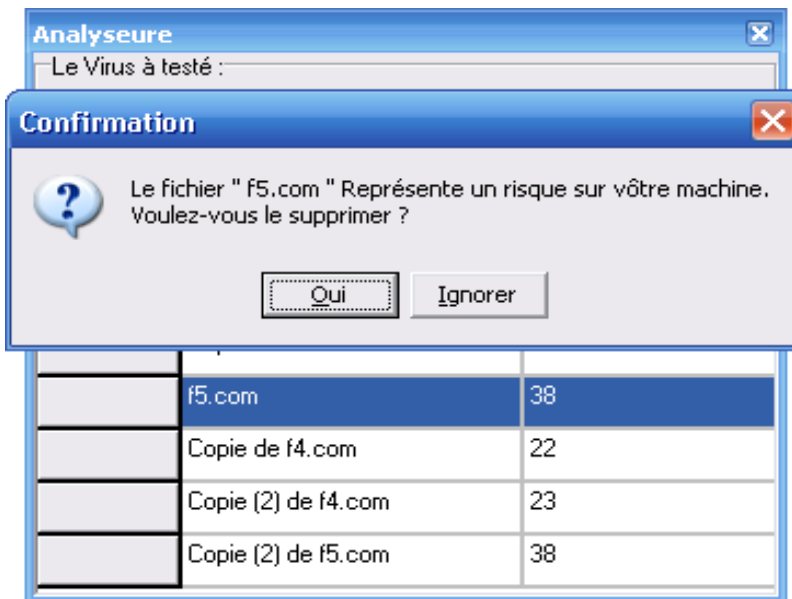 Analyseure
Le Virus à testé :
Confirmation
Le fichier " f5.com " Représente un risque sur vôtre machine.
Voulez-vous le supprimer ?
Oui
Ignorer
f5.com 38
Copie de f4.com 22
Copie (2) de f4.com 23
Copie (2) de f5.com 38